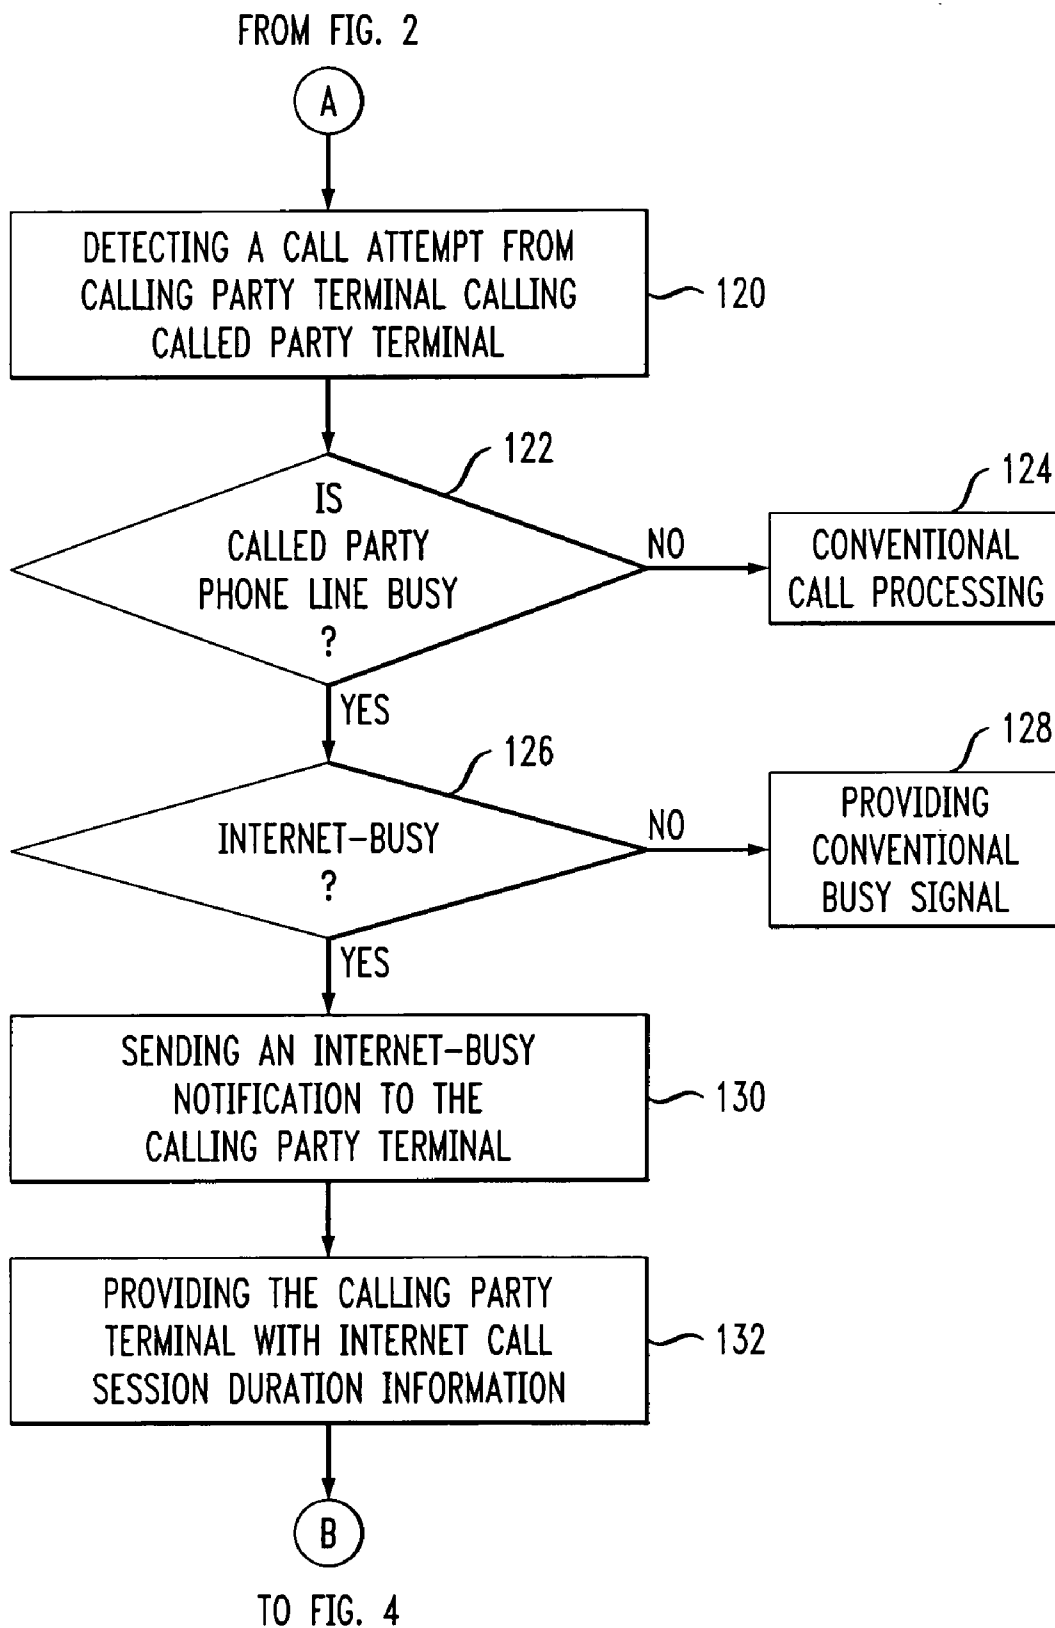 FROM FIG. 2
A
DETECTING A CALL ATTEMPT FROM
CALLING PARTY TERMINAL CALLING
CALLED PARTY TERMINAL
120
122
IS
CALLED PARTY
PHONE LINE BUSY
?
NO
124
CONVENTIONAL
CALL PROCESSING
YES
126
INTERNET-BUSY
?
NO
128
PROVIDING
CONVENTIONAL
BUSY SIGNAL
YES
SENDING AN INTERNET-BUSY
NOTIFICATION TO THE
CALLING PARTY TERMINAL
130
PROVIDING THE CALLING PARTY
TERMINAL WITH INTERNET CALL
SESSION DURATION INFORMATION
132
B
TO FIG. 4